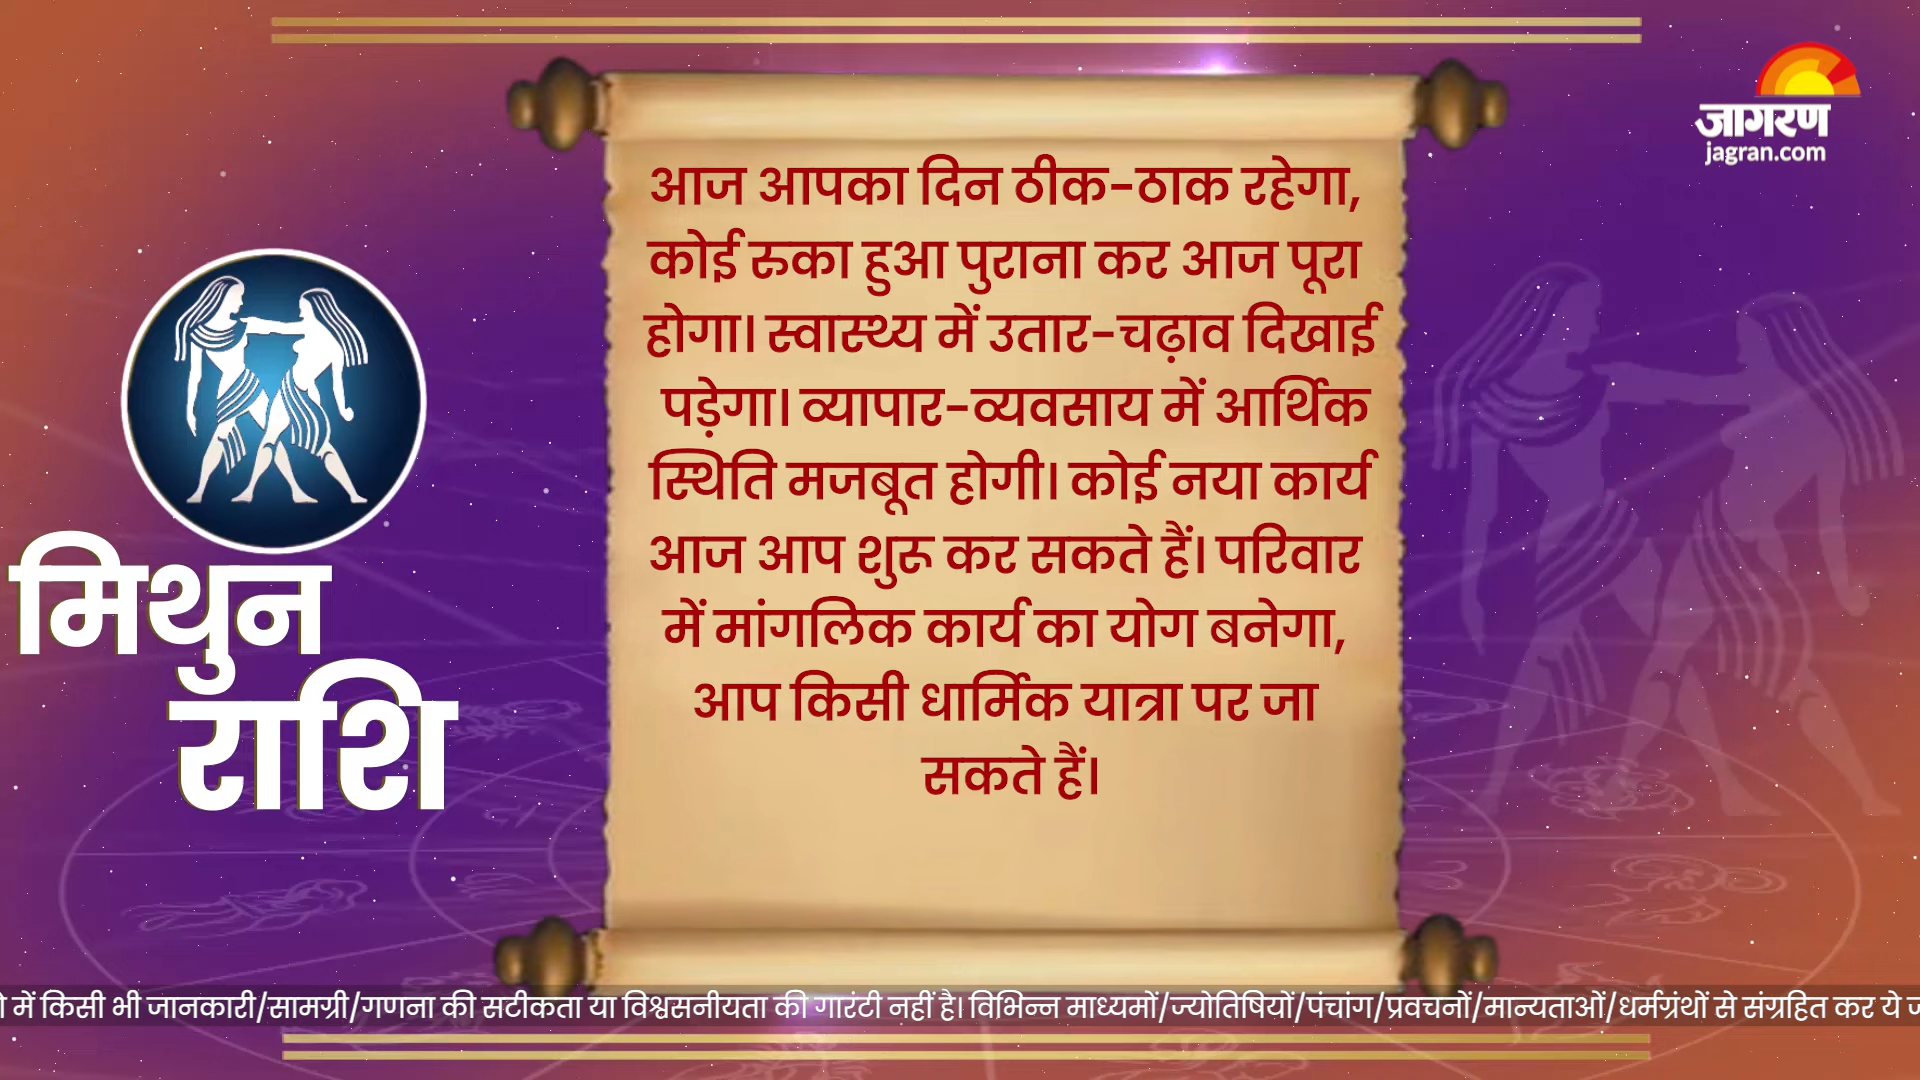 जागरण
jagran.com
आज आपका दिन ठीक-ठाक रहेगा,
कोई रुका हुआ पुराना कर आज पूरा
होगा। स्वास्थ्य में उतार-चढ़ाव दिखाई
पड़ेगा। व्यापार-व्यवसाय में आर्थिक
स्थिति मजबूत होगी। कोई नया कार्य
आज आप शुरू कर सकते हैं। परिवार
में मांगलिक कार्य का योग बनेगा,
आप किसी धार्मिक यात्रा पर जा
सकते हैं।
मिथुन
राशि
में किसी भी जानकारी/सामग्री/गणना की सटीकता या विश्वसनीयता की गारंटी नहीं है। विभिन्न माध्यमों/ज्योतिषियों/पंचांग/प्रवचनों/मान्यताओं/धर्मग्रंथों से संग्रहित कर ये